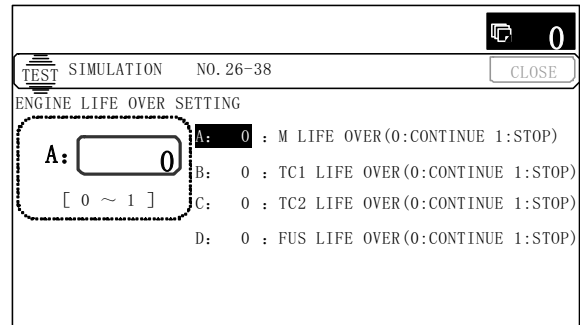 0
TEST SIMULATION NO.26-38 CLOSE
ENGINE LIFE OVER SETTING
A: 0
[ 0 ～ 1 ]
A: 0 : M LIFE OVER(0:CONTINUE 1:STOP)
B: 0 : TC1 LIFE OVER(0:CONTINUE 1:STOP)
C: 0 : TC2 LIFE OVER(0:CONTINUE 1:STOP)
D: 0 : FUS LIFE OVER(0:CONTINUE 1:STOP)